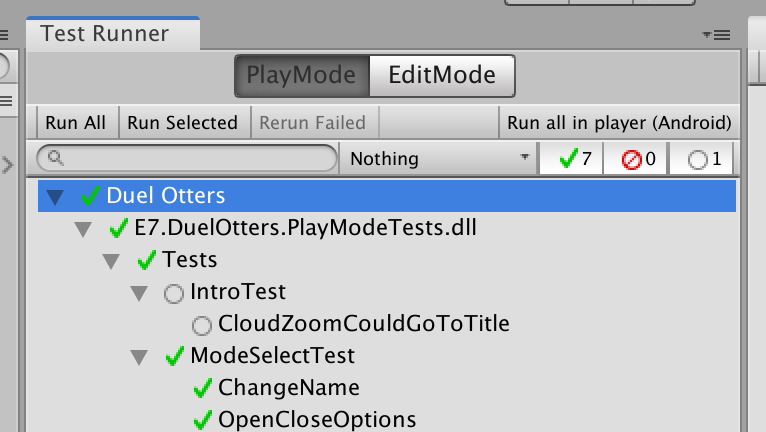 Test Runner
PlayMode EditMode
Run All Run Selected Rerun Failed Run all in player (Android)
Nothing 7 0 1
Duel Otters
E7.DuelOtters.PlayModeTests.dll
Tests
IntroTest
CloudZoomCouldGoToTitle
ModeSelectTest
ChangeName
OpenCloseOptions